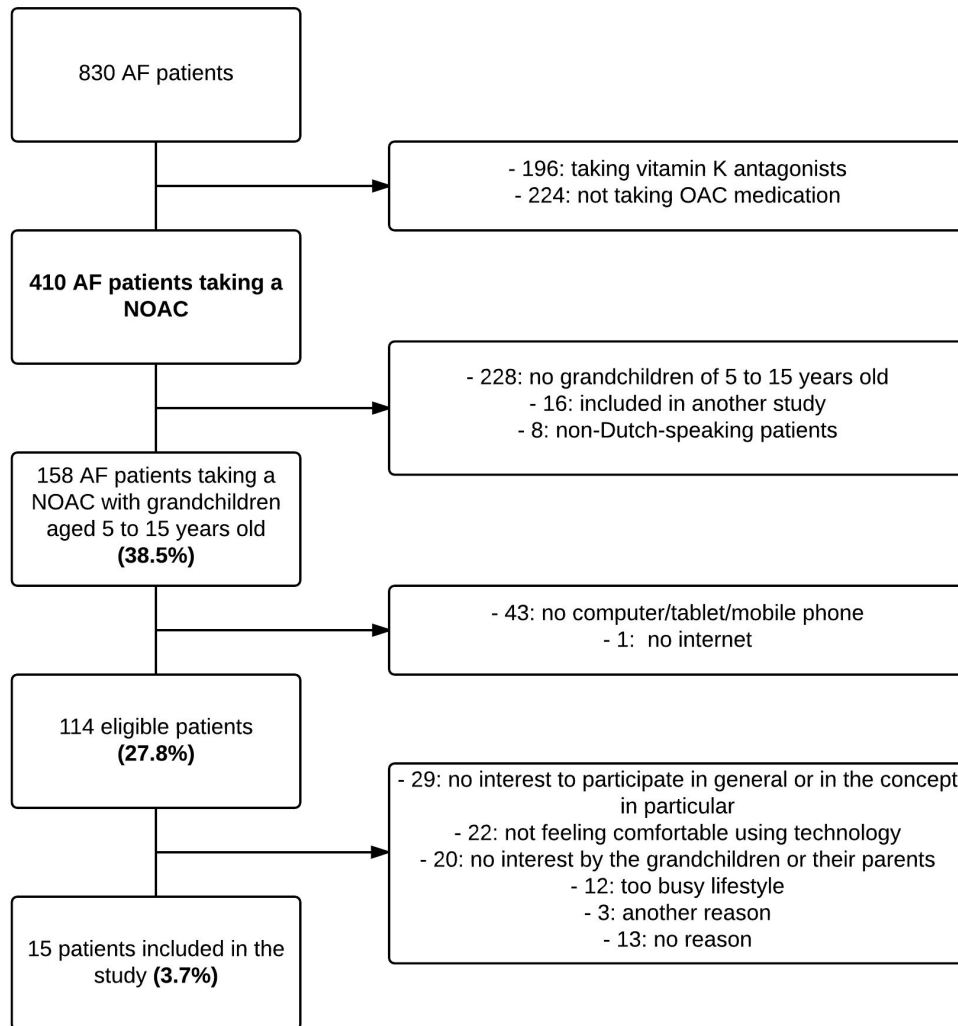 830 AF patients
- 196: taking vitamin K antagonists
- 224: not taking OAC medication
410 AF patients taking a
NOAC
- 228: no grandchildren of 5 to 15 years old
- 16: included in another study
- 8: non-Dutch-speaking patients
158 AF patients taking a
NOAC with grandchildren
aged 5 to 15 years old
(38.5%)
- 43: no computer/tablet/mobile phone
- 1:  no internet
114 eligible patients
(27.8%)
- 29: no interest to participate in general or in the concept
in particular
- 22: not feeling comfortable using technology
- 20: no interest by the grandchildren or their parents
- 12: too busy lifestyle
- 3: another reason
- 13: no reason
15 patients included in the
study (3.7%)